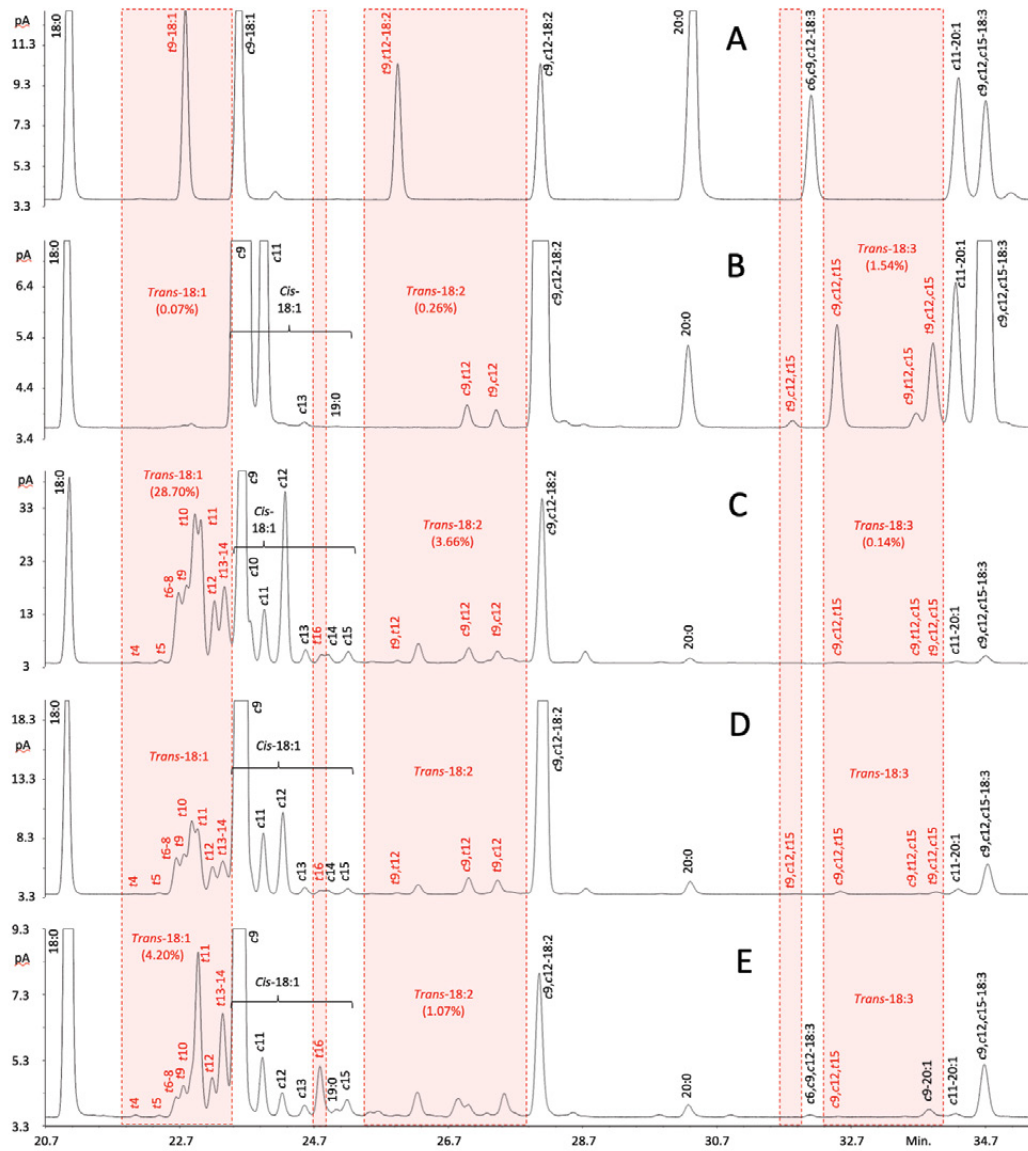 pA
11.3
9.3
7.3
5.3
3.3
18:0
t9-18:1
c9-18:1
t9,t12-18:2
c9,c12-18:2
20:0
c6,c9,c12-18:3
c11-20:1
c9,c12,c15-18:3
A
pA
6.4
5.4
4.4
3.4
18:0
Trans-18:1
(0.07%)
c9
c11
Cis-
18:1
c13
19:0
Trans-18:2
(0.26%)
c9,t12
t9,c12
c9,c12-18:2
20:0
B
t9,c12,t15
Trans-18:3
(1.54%)
c9,c12,t15
c9,t12,c15
t9,c12,c15
c11-20:1
c9,c12,c15-18:3
pA
33
23
13
3
18:0
Trans-18:1
(28.70%)
t4
t5
t6-8
t9
t10
t11
t12
t13-14
c9
Cis-
18:1
c10
c11
c12
c13
t16
c14
c15
Trans-18:2
(3.66%)
t9,t12
c9,t12
t9,c12
c9,c12-18:2
20:0
C
Trans-18:3
(0.14%)
c9,c12,t15
c9,t12,c15
t9,c12,c15
c11-20:1
c9,c12,c15-18:3
18.3
pA
13.3
8.3
3.3
18:0
Trans-18:1
t4
t5
t6-8
t9
t10
t11
t12
t13-14
c9
Cis-18:1
c11
c12
c13
t16
c14
c15
Trans-18:2
t9,t12
c9,t12
t9,c12
c9,c12-18:2
20:0
D
t9,c12,t15
Trans-18:3
c9,c12,t15
c9,t12,c15
t9,c12,c15
c11-20:1
c9,c12,c15-18:3
9.3
pA
7.3
5.3
3.3
18:0
Trans-18:1
(4.20%)
t4
t5
t6-8
t9
t10
t11
t12
t13-14
c9
Cis-18:1
c11
c12
c13
t16
19:0
c15
Trans-18:2
(1.07%)
c9,c12-18:2
20:0
E
c6,c9,c12-18:3
Trans-18:3
c9,c12,t15
c9-20:1
c11-20:1
c9,c12,c15-18:3
20.7
22.7
24.7
26.7
28.7
30.7
32.7
Min.
34.7